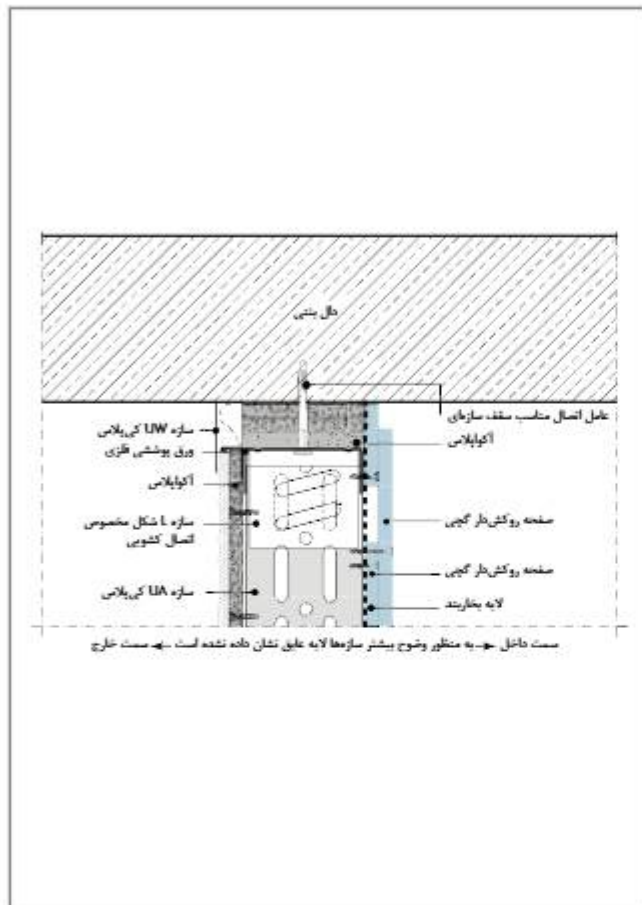 دال بتنی
عامل اتصال مناسب سقف سازه‌ای
آکواپلاس
صفحه روکش‌دار گچی
صفحه روکش‌دار گچی
لایه بخاربند
سازه UW کی‌پلاس
ورق پوششی فلزی
آکواپلاس
سازه L شکل مخصوص
اتصال کشویی
سازه UA کی‌پلاس
سمت داخل ◄─► به منظور وضوح بیشتر سازه‌ها لایه عایق نشان داده نشده است ◄─ سمت خارج